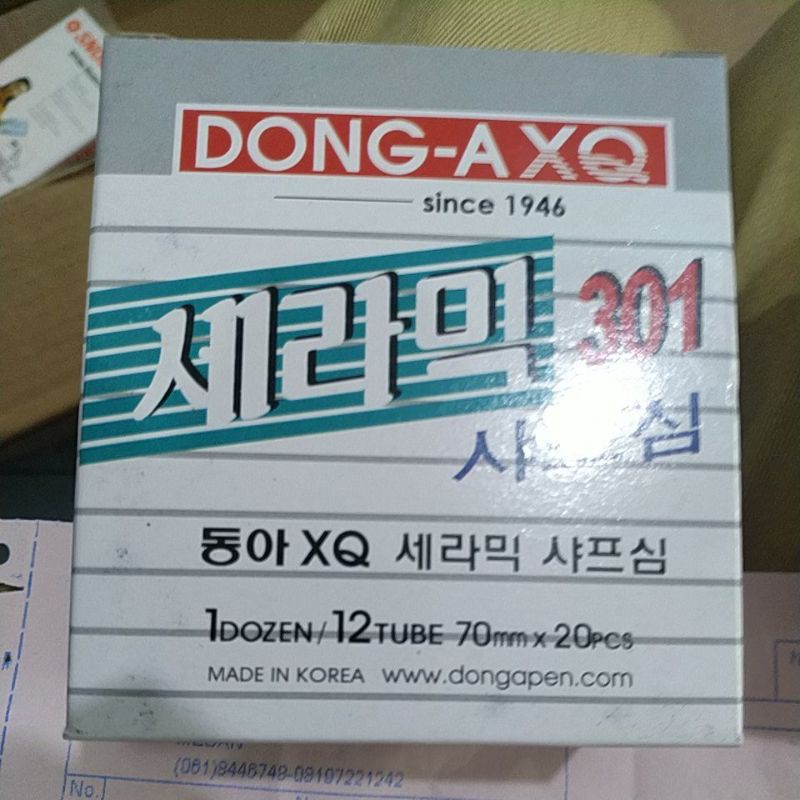 DONG-A XQ
since 1946
세라믹 301
동아 XQ 세라믹 샤프심
1DOZEN/12TUBE 70mm x 20PCS
MADE IN KOREA www.dongapen.com
(061)8446748-08197221242
No.